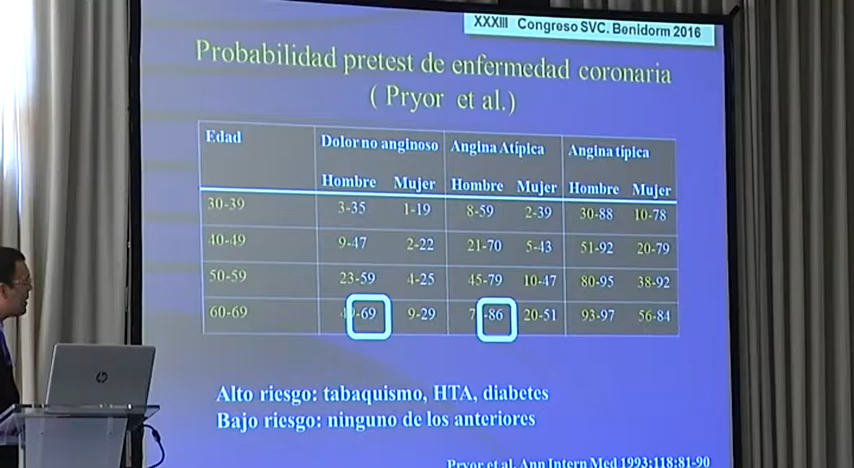 XXXIII Congreso SVC. Benidorm 2016
Probabilidad pretest de enfermedad coronaria
( Pryor et al.)
Edad Dolor no anginoso Angina Atípica Angina típica
Hombre Mujer Hombre Mujer Hombre Mujer
30-39 3-35 1-19 8-59 2-39 30-88 10-78
40-49 9-47 2-22 21-70 5-43 51-92 20-79
50-59 23-59 4-25 45-79 10-47 80-95 38-92
60-69 -69 9-29 -86 20-51 93-97 56-84
Alto riesgo: tabaquismo, HTA, diabetes
Bajo riesgo: ninguno de los anteriores
Pryor et al. Ann Intern Med 1993;118:81-90
hp